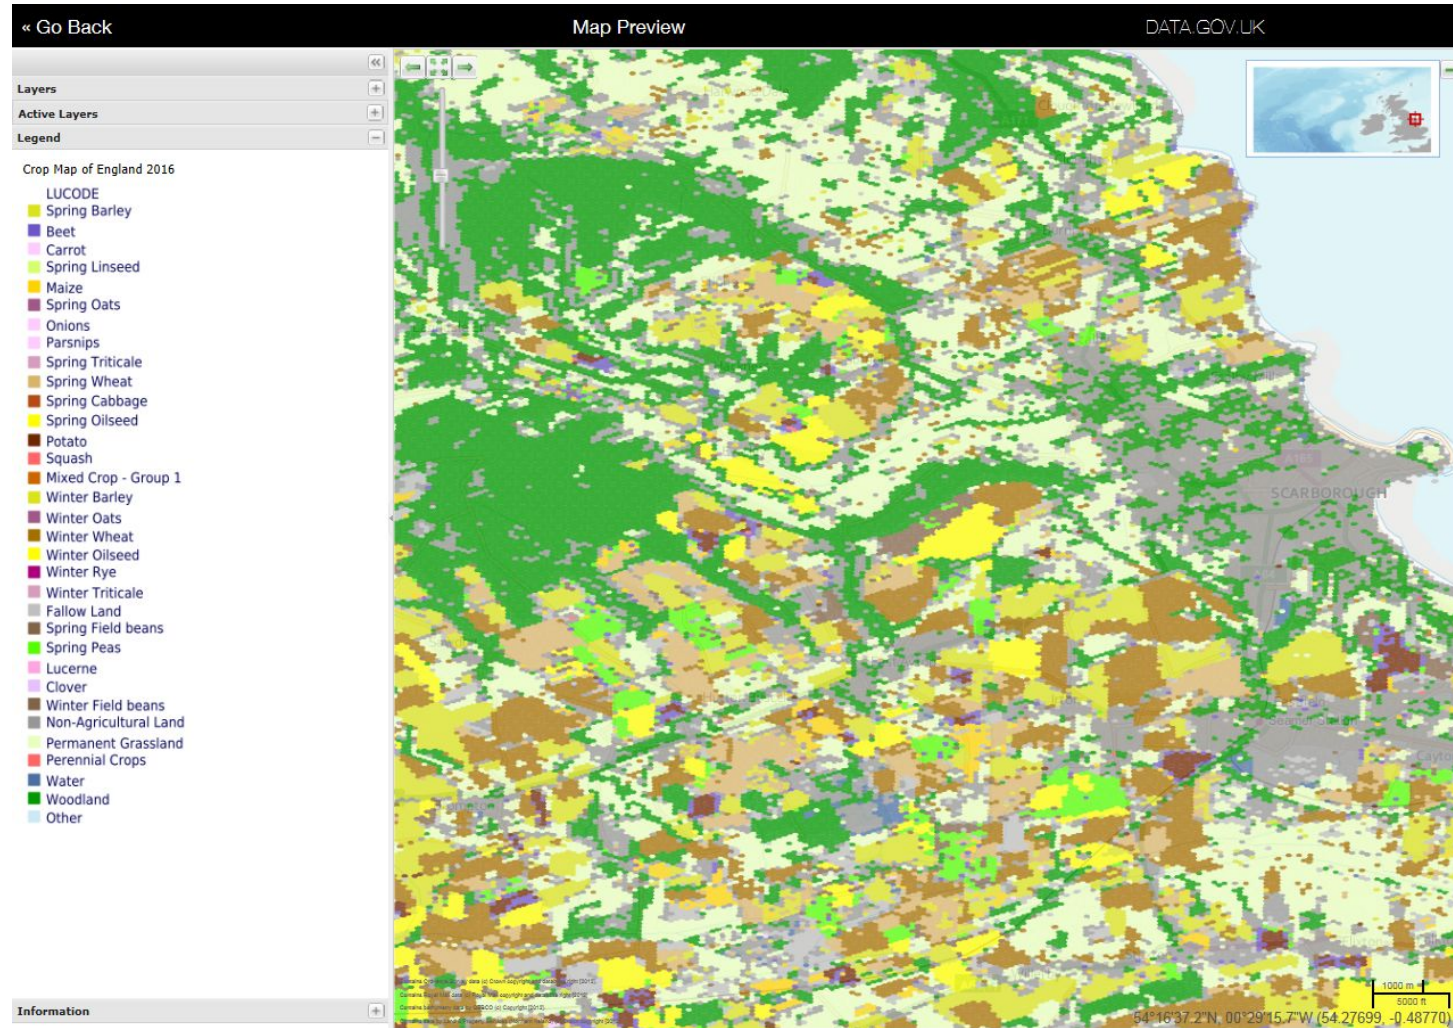 « Go Back
Map Preview
DATA.GOV.UK
Layers
Active Layers
Legend
Crop Map of England 2016
LUCODE
Spring Barley
Beet
Carrot
Spring Linseed
Maize
Spring Oats
Onions
Parsnips
Spring Triticale
Spring Wheat
Spring Cabbage
Spring Oilseed
Potato
Squash
Mixed Crop - Group 1
Winter Barley
Winter Oats
Winter Wheat
Winter Oilseed
Winter Rye
Winter Triticale
Fallow Land
Spring Field beans
Spring Peas
Lucerne
Clover
Winter Field beans
Non-Agricultural Land
Permanent Grassland
Perennial Crops
Water
Woodland
Other
Information
A171
A165
SCARBOROUGH
1000 m
5000 ft
54°16'37.2"N, 00°29'15.7"W (54.27699, -0.48770)